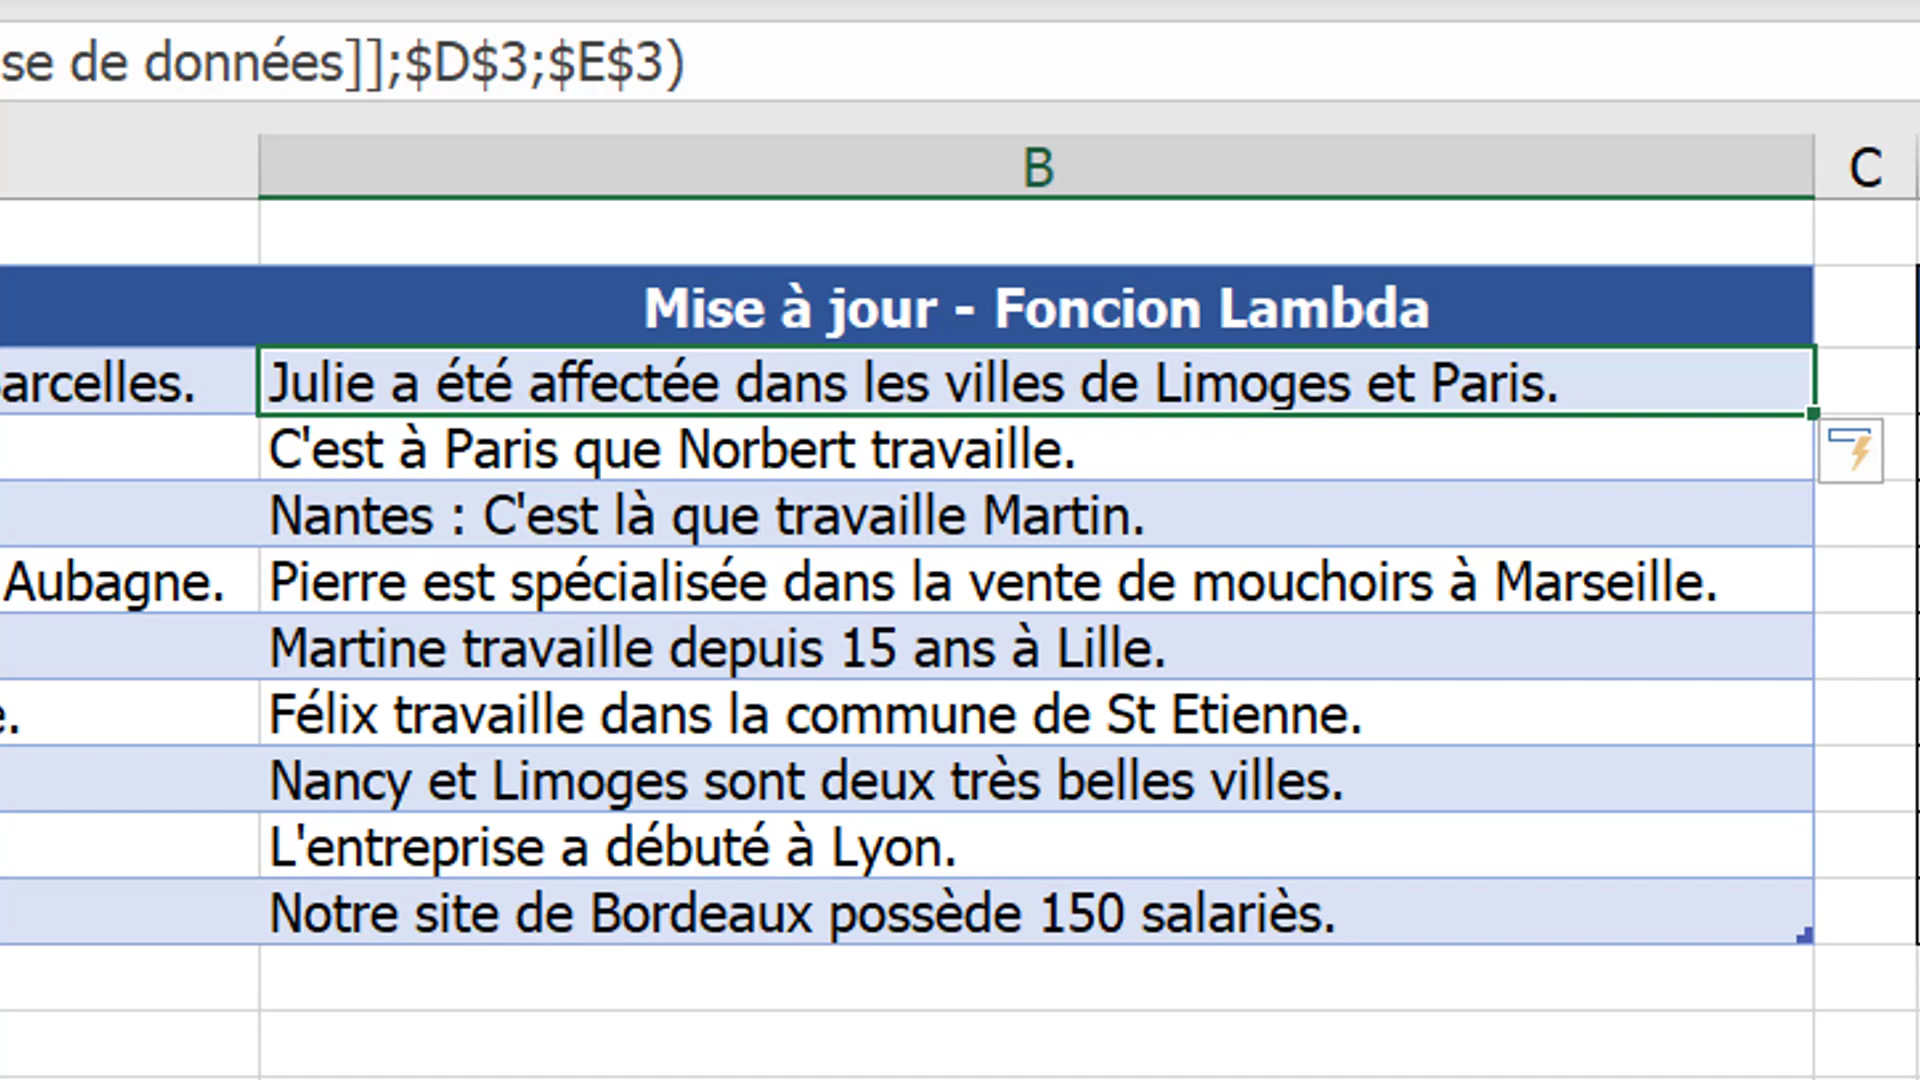 se de données]];$D$3;$E$3)
B C
Mise à jour - Foncion Lambda
arcelles. Julie a été affectée dans les villes de Limoges et Paris.
C'est à Paris que Norbert travaille.
Nantes : C'est là que travaille Martin.
Aubagne. Pierre est spécialisée dans la vente de mouchoirs à Marseille.
Martine travaille depuis 15 ans à Lille.
e. Félix travaille dans la commune de St Etienne.
Nancy et Limoges sont deux très belles villes.
L'entreprise a débuté à Lyon.
Notre site de Bordeaux possède 150 salariès.